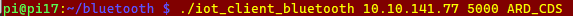 pi@pi17:~/bluetooth $ ./iot_client_bluetooth 10.10.141.77 5000 ARD_CDS